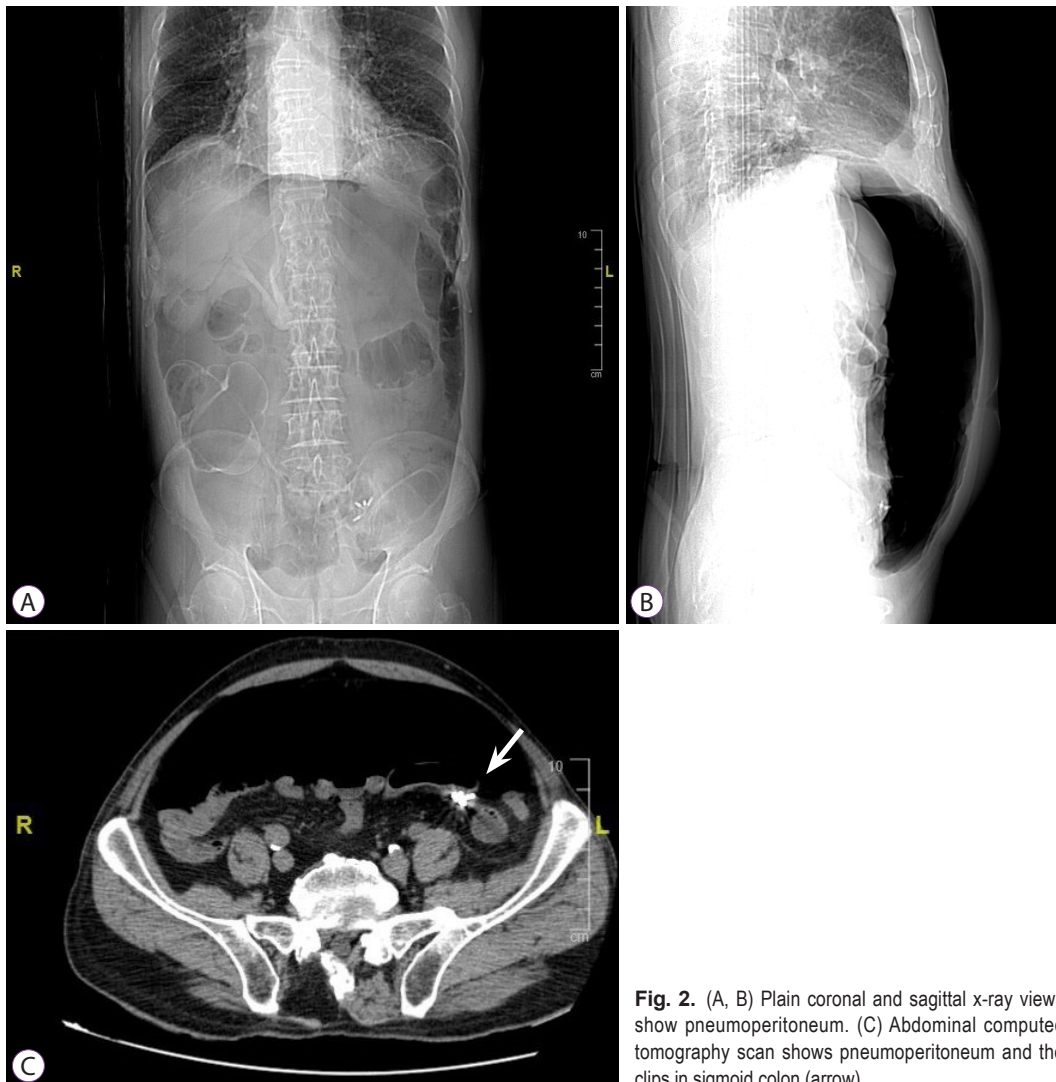 10
R
L
cm
A
B
10
R
L
cm
C
Fig. 2. (A, B) Plain coronal and sagittal x-ray view
show pneumoperitoneum. (C) Abdominal computed
tomography scan shows pneumoperitoneum and the
clips in sigmoid colon (arrow)